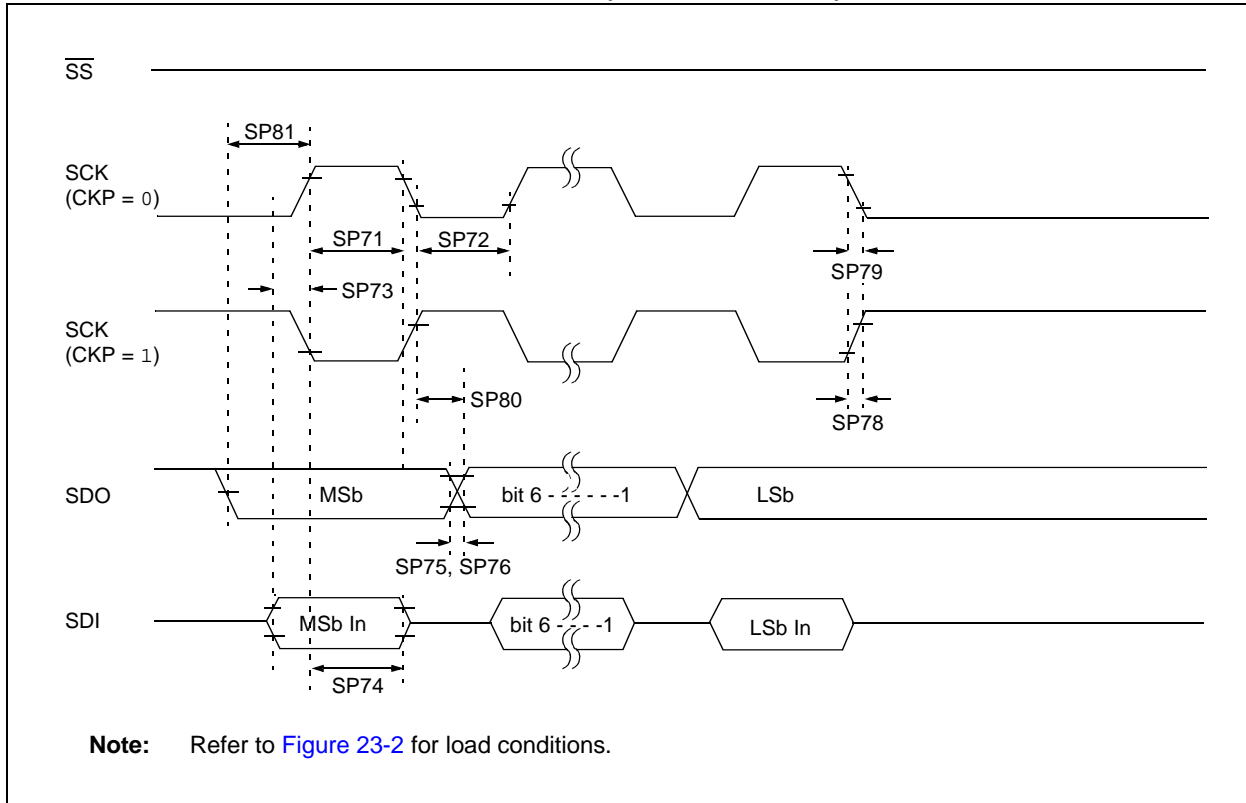 SS
SP81
SCK
(CKP = 0)
SP71
SP72
SP79
SP73
SCK
(CKP = 1)
SP80
SP78
SDO
MSb
bit 6 - - - - - -1
LSb
SP75, SP76
SDI
MSb In
bit 6 - - - -1
LSb In
SP74
Note: Refer to Figure 23-2 for load conditions.